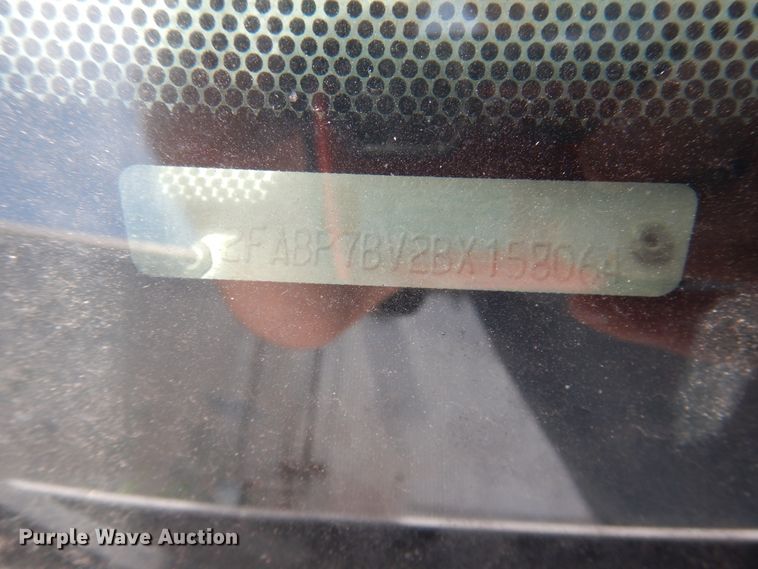 2FABP7BV2BX158064
Purple Wave Auction